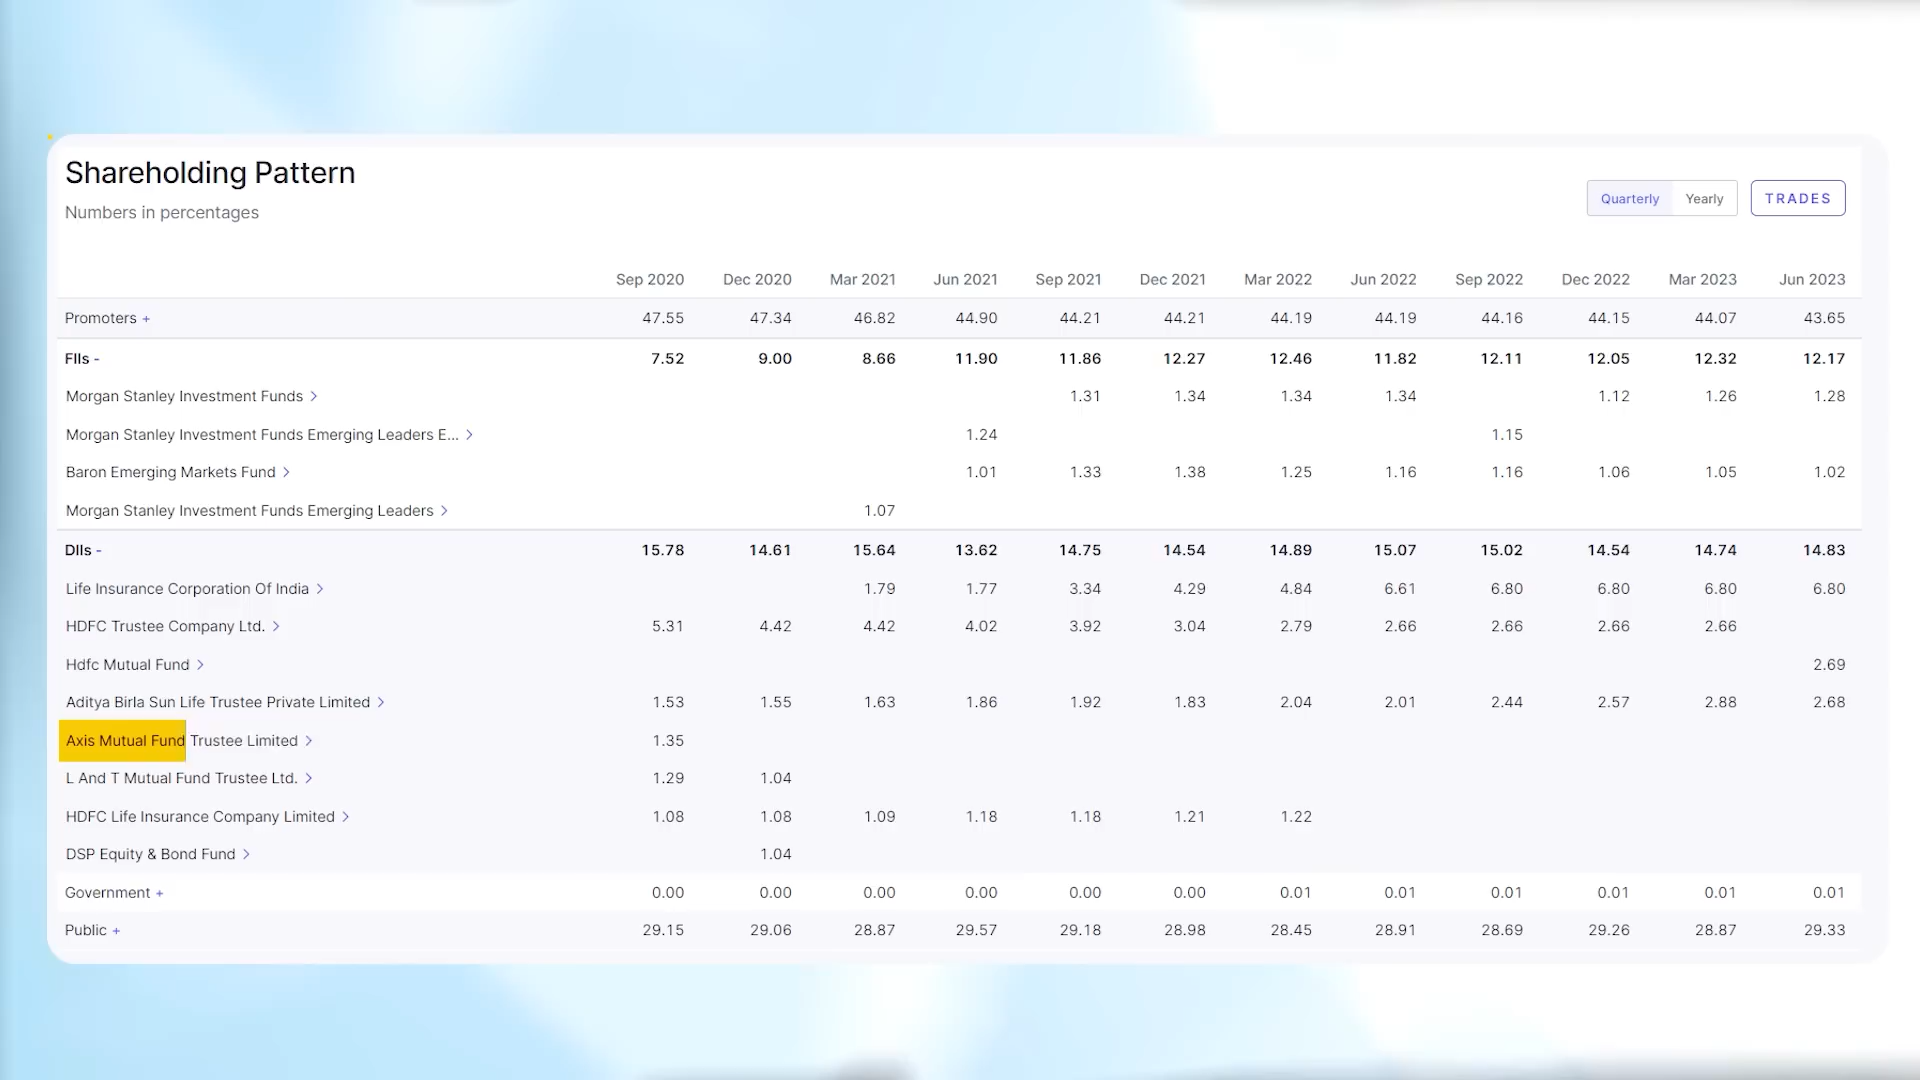 Shareholding Pattern
Numbers in percentages
Quarterly Yearly TRADES
Sep 2020 Dec 2020 Mar 2021 Jun 2021 Sep 2021 Dec 2021 Mar 2022 Jun 2022 Sep 2022 Dec 2022 Mar 2023 Jun 2023
Promoters + 47.55 47.34 46.82 44.90 44.21 44.21 44.19 44.19 44.16 44.15 44.07 43.65
FIIs - 7.52 9.00 8.66 11.90 11.86 12.27 12.46 11.82 12.11 12.05 12.32 12.17
Morgan Stanley Investment Funds > 1.31 1.34 1.34 1.34 1.12 1.26 1.28
Morgan Stanley Investment Funds Emerging Leaders E... > 1.24 1.15
Baron Emerging Markets Fund > 1.01 1.33 1.38 1.25 1.16 1.16 1.06 1.05 1.02
Morgan Stanley Investment Funds Emerging Leaders > 1.07
DIIs - 15.78 14.61 15.64 13.62 14.75 14.54 14.89 15.07 15.02 14.54 14.74 14.83
Life Insurance Corporation Of India > 1.79 1.77 3.34 4.29 4.84 6.61 6.80 6.80 6.80 6.80
HDFC Trustee Company Ltd. > 5.31 4.42 4.42 4.02 3.92 3.04 2.79 2.66 2.66 2.66 2.66
Hdfc Mutual Fund > 2.69
Aditya Birla Sun Life Trustee Private Limited > 1.53 1.55 1.63 1.86 1.92 1.83 2.04 2.01 2.44 2.57 2.88 2.68
Axis Mutual Fund Trustee Limited > 1.35
L And T Mutual Fund Trustee Ltd. > 1.29 1.04
HDFC Life Insurance Company Limited > 1.08 1.08 1.09 1.18 1.18 1.21 1.22
DSP Equity & Bond Fund > 1.04
Government + 0.00 0.00 0.00 0.00 0.00 0.00 0.01 0.01 0.01 0.01 0.01 0.01
Public + 29.15 29.06 28.87 29.57 29.18 28.98 28.45 28.91 28.69 29.26 28.87 29.33